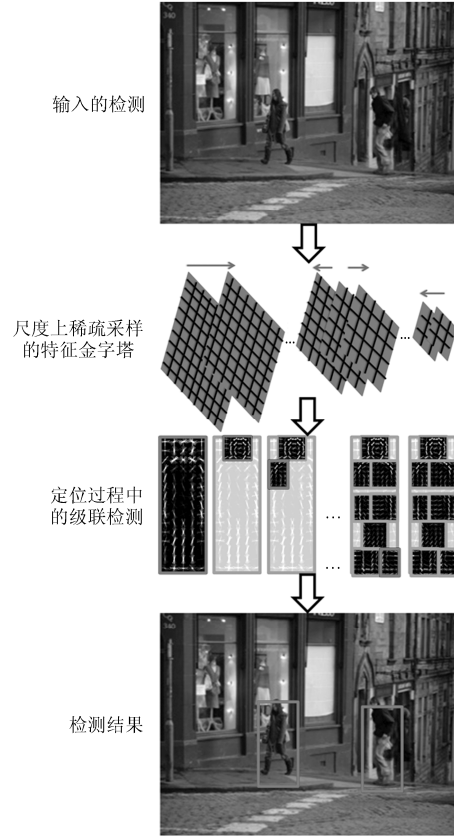 输入的检测
尺度上稀疏采样
的特征金字塔
...
...
定位过程中
的级联检测
...
...
检测结果